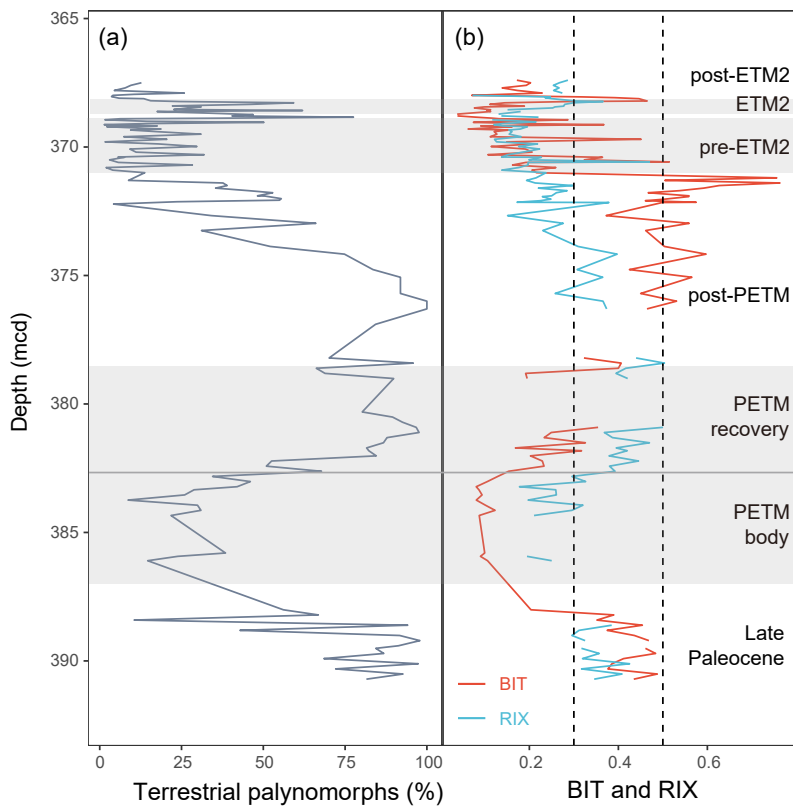 (a)
(b)
365
370
375
380
385
390
Depth (mcd)
post-ETM2
ETM2
pre-ETM2
post-PETM
PETM
recovery
PETM
body
Late
Paleocene
BIT
RIX
0
25
50
75
100
0.2
0.4
0.6
Terrestrial palynomorphs (%)
BIT and RIX